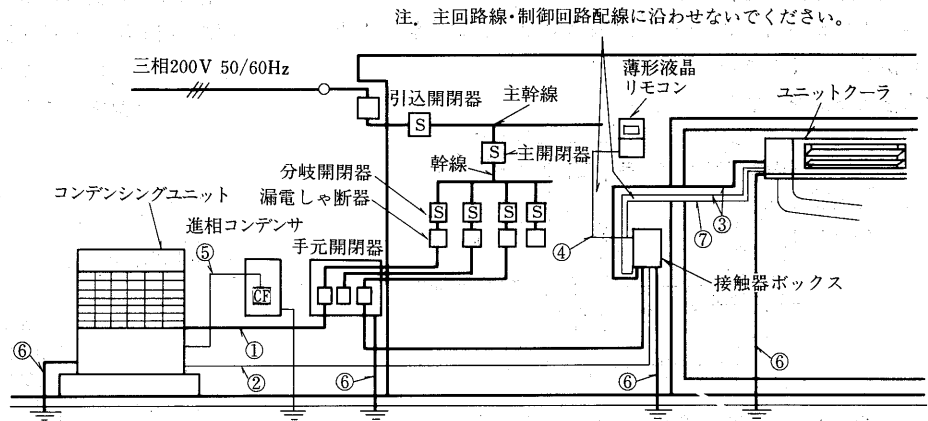 注．主回路線・制御回路配線に沿わせないでください。
三相200V 50/60Hz
引込開閉器
主幹線
薄形液晶
リモコン
ユニットクーラ
S
S
主開閉器
幹線
分岐開閉器
漏電しゃ断器
S
S
S
S
コンデンシングユニット
進相コンデンサ
手元開閉器
⑤
CF
④
③
⑦
接触器ボックス
①
②
⑥
⑥
⑥
⑥